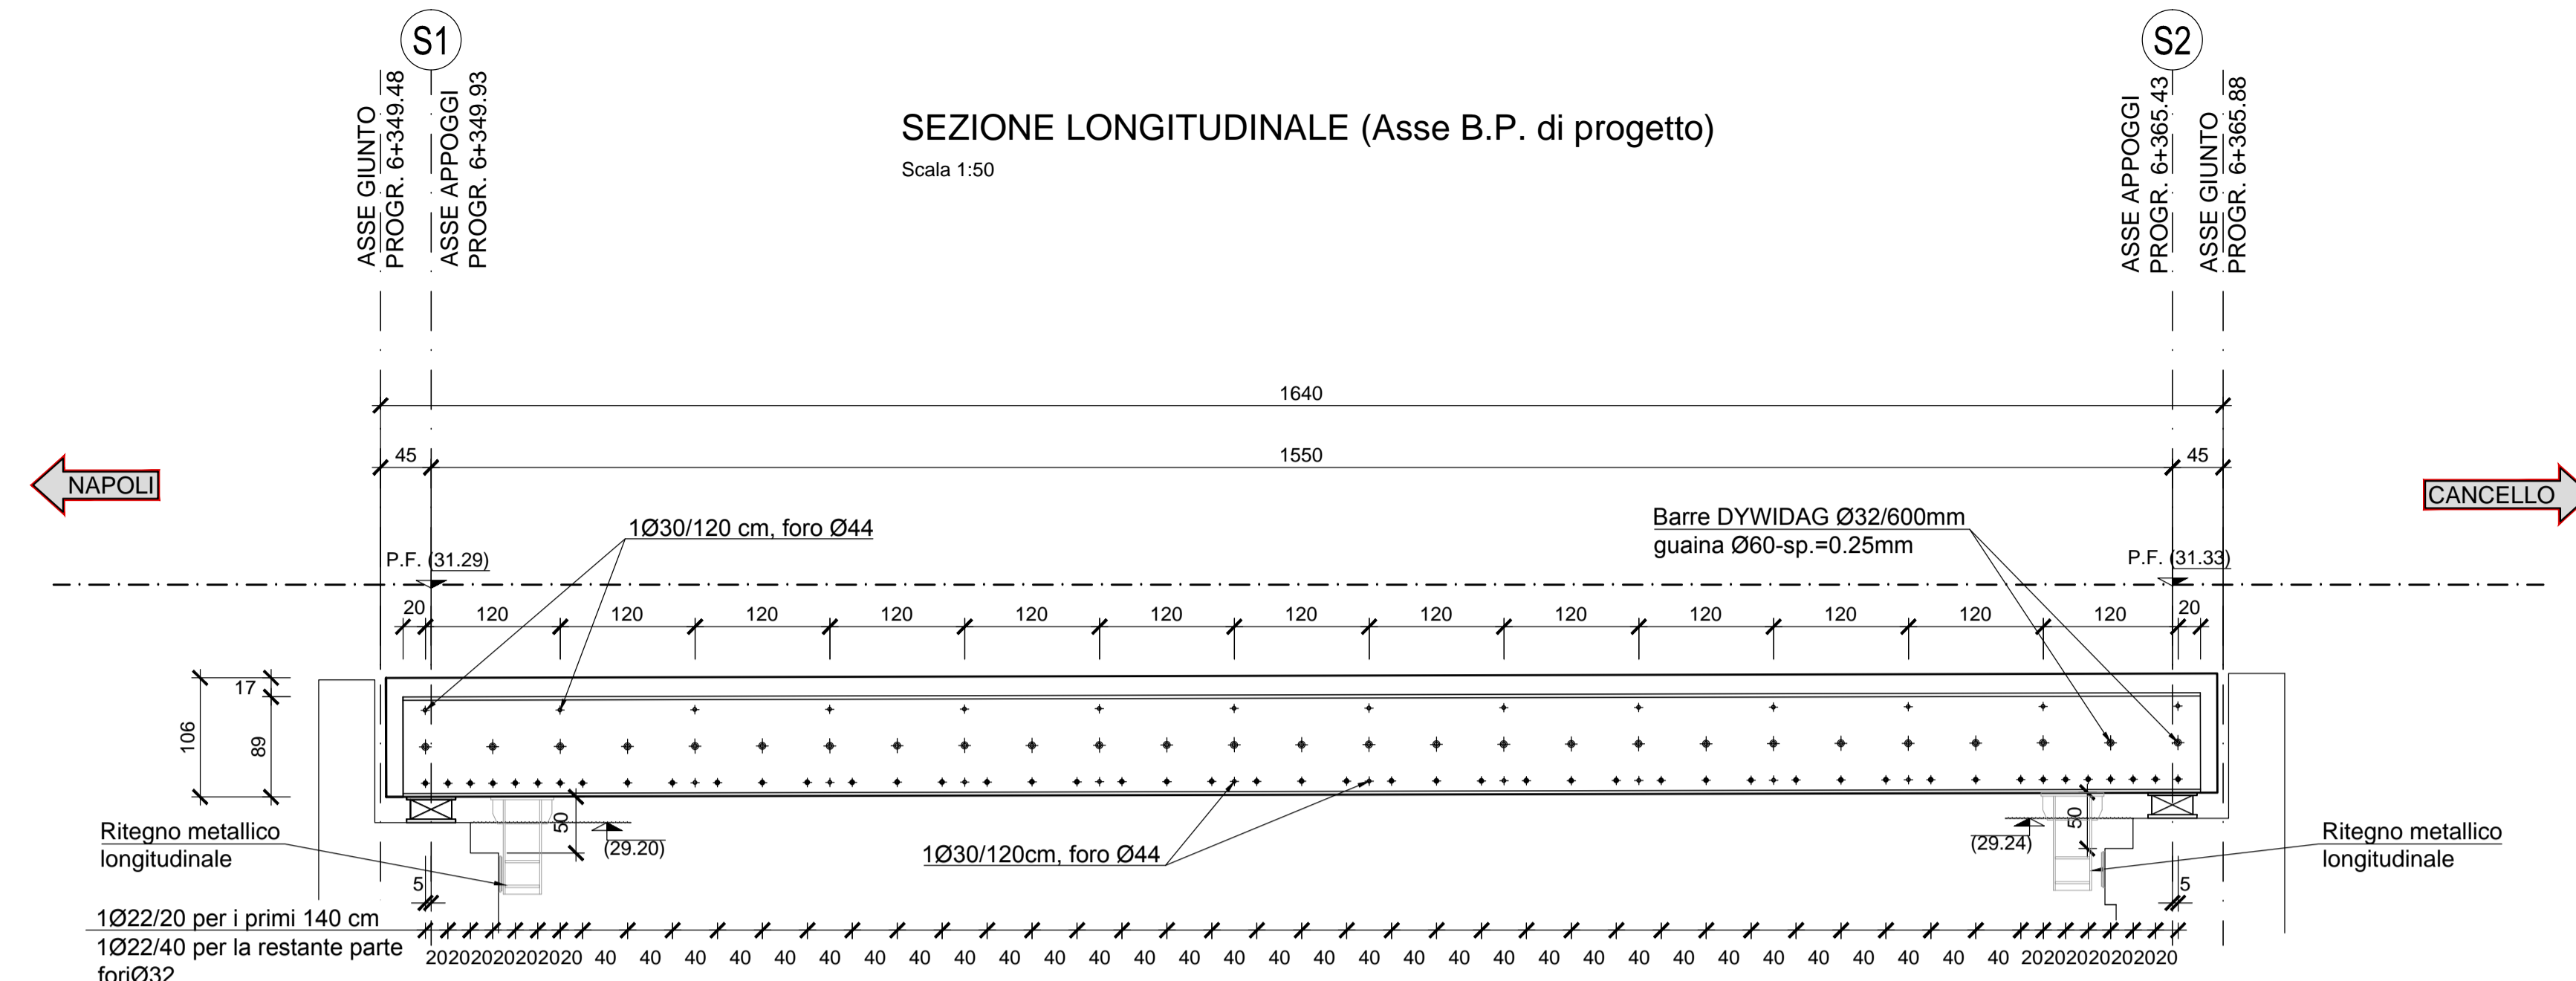 S1
S2
ASSE GIUNTO
PROGR. 6+349.48
ASSE APPOGGI
PROGR. 6+349.93
ASSE APPOGGI
PROGR. 6+365.43
ASSE GIUNTO
PROGR. 6+365.88
SEZIONE LONGITUDINALE (Asse B.P. di progetto)
Scala 1:50
1640
45 1550 45
NAPOLI
CANCELLO
1Ø30/120 cm, foro Ø44
Barre DYWIDAG Ø32/600mm
guaina Ø60-sp.=0.25mm
P.F. (31.29)
P.F. (31.33)
20 120 120 120 120 120 120 120 120 120 120 120 120 120 20
17
106
89
50
(29.20)
50
(29.24)
Ritegno metallico
longitudinale
1Ø30/120cm, foro Ø44
Ritegno metallico
longitudinale
5
5
1Ø22/20 per i primi 140 cm
1Ø22/40 per la restante parte
foriØ32
20202020202020 40 40 40 40 40 40 40 40 40 40 40 40 40 40 40 40 40 40 40 40 40 40 40 40 40 40 40 40 40 40 40 40 20202020202020